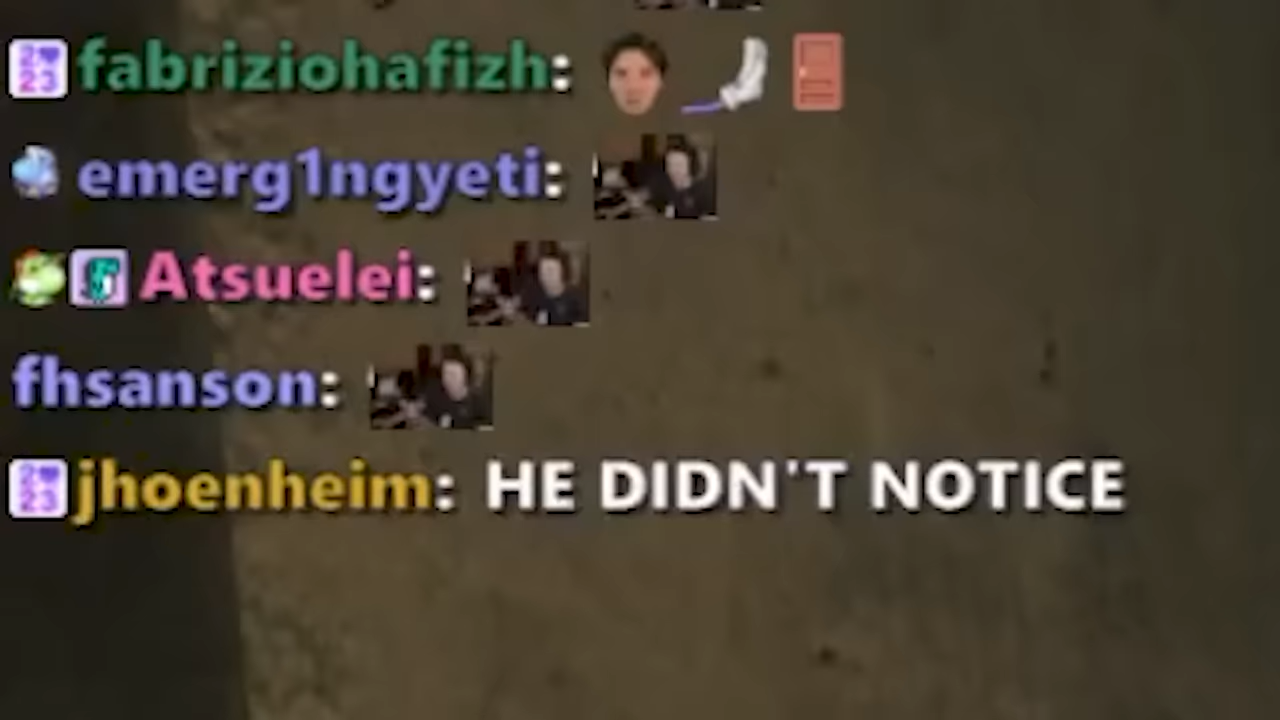 fabriziohafizh:
emerg1ngyeti:
Atsuelei:
fhsanson:
jhoenheim: HE DIDN'T NOTICE